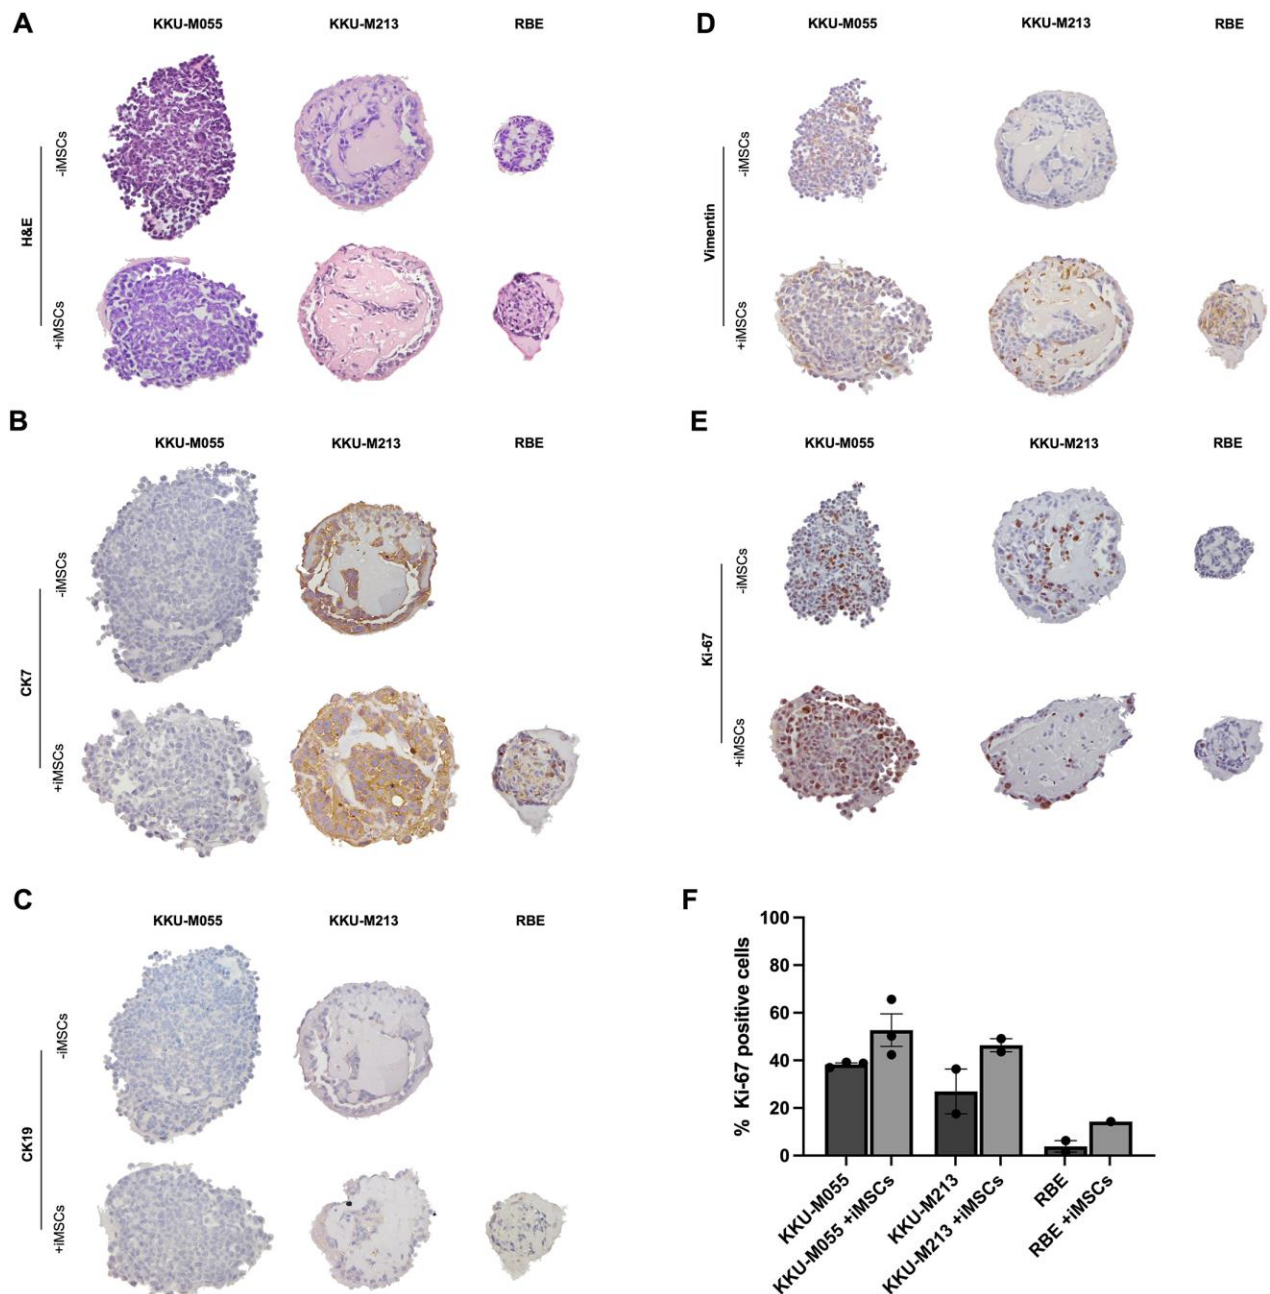 A
KKU-M055 KKU-M213 RBE
H&E
-iMSCs
+iMSCs
B
KKU-M055 KKU-M213 RBE
CK7
-iMSCs
+iMSCs
C
KKU-M055 KKU-M213 RBE
CK19
-iMSCs
+iMSCs
D
KKU-M055 KKU-M213 RBE
Vimentin
-iMSCs
+iMSCs
E
KKU-M055 KKU-M213 RBE
Ki-67
-iMSCs
+iMSCs
F
% Ki-67 positive cells
100
80
60
40
20
0
KKU-M055
KKU-M055 +iMSCs
KKU-M213
KKU-M213 +iMSCs
RBE
RBE +iMSCs